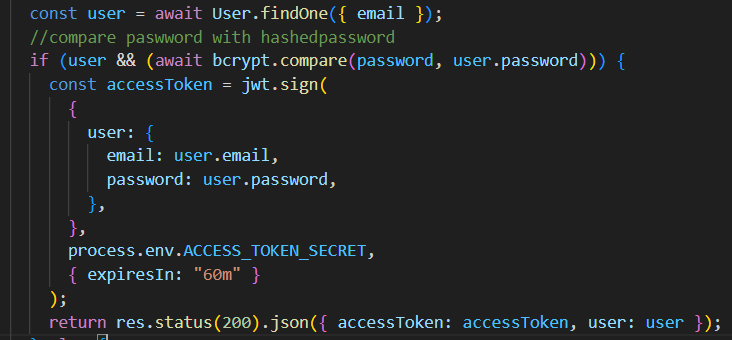 const user = await User.findOne({ email });
//compare paswword with hashedpassword
if (user && (await bcrypt.compare(password, user.password))) {
const accessToken = jwt.sign(
{
user: {
email: user.email,
password: user.password,
},
},
process.env.ACCESS_TOKEN_SECRET,
{ expiresIn: "60m" }
);
return res.status(200).json({ accessToken: accessToken, user: user });